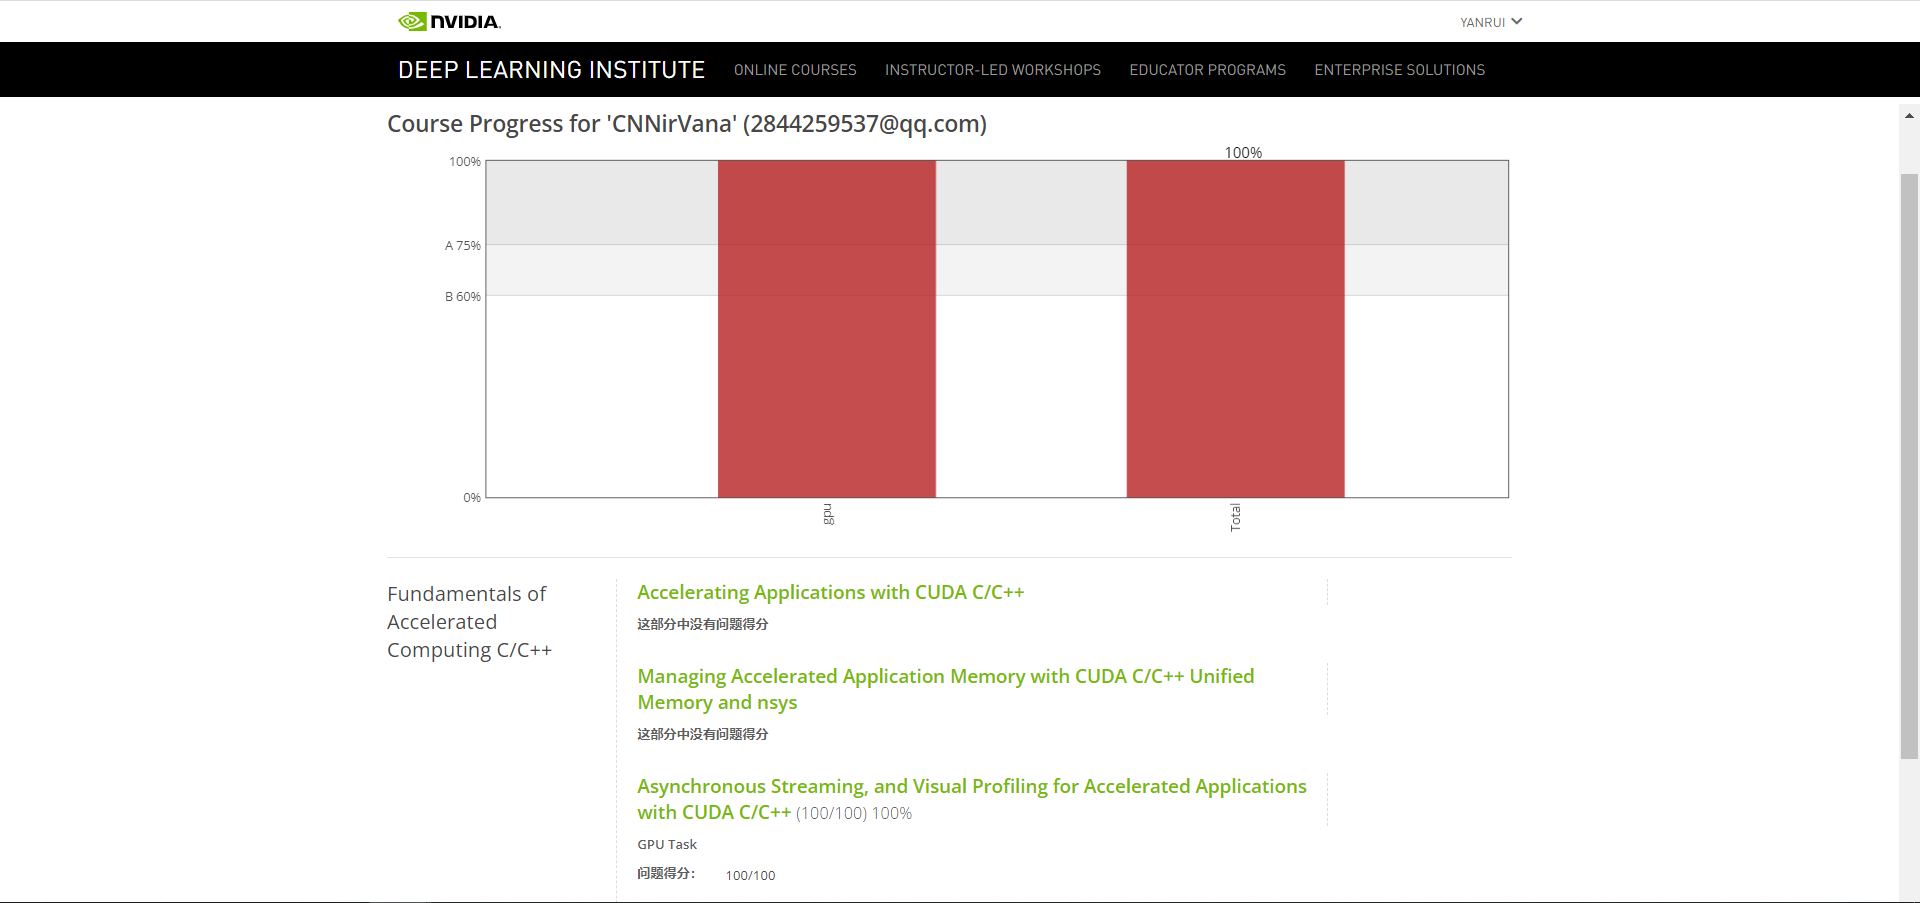 NVIDIA.
YANRUI
DEEP LEARNING INSTITUTE ONLINE COURSES INSTRUCTOR-LED WORKSHOPS EDUCATOR PROGRAMS ENTERPRISE SOLUTIONS
Course Progress for 'CNNirVana' (2844259537@qq.com)
100%
100%
A 75%
B 60%
0%
gpu
Total
Fundamentals of
Accelerated
Computing C/C++
Accelerating Applications with CUDA C/C++
这部分中没有问题得分
Managing Accelerated Application Memory with CUDA C/C++ Unified
Memory and nsys
这部分中没有问题得分
Asynchronous Streaming, and Visual Profiling for Accelerated Applications
with CUDA C/C++ (100/100) 100%
GPU Task
问题得分： 100/100